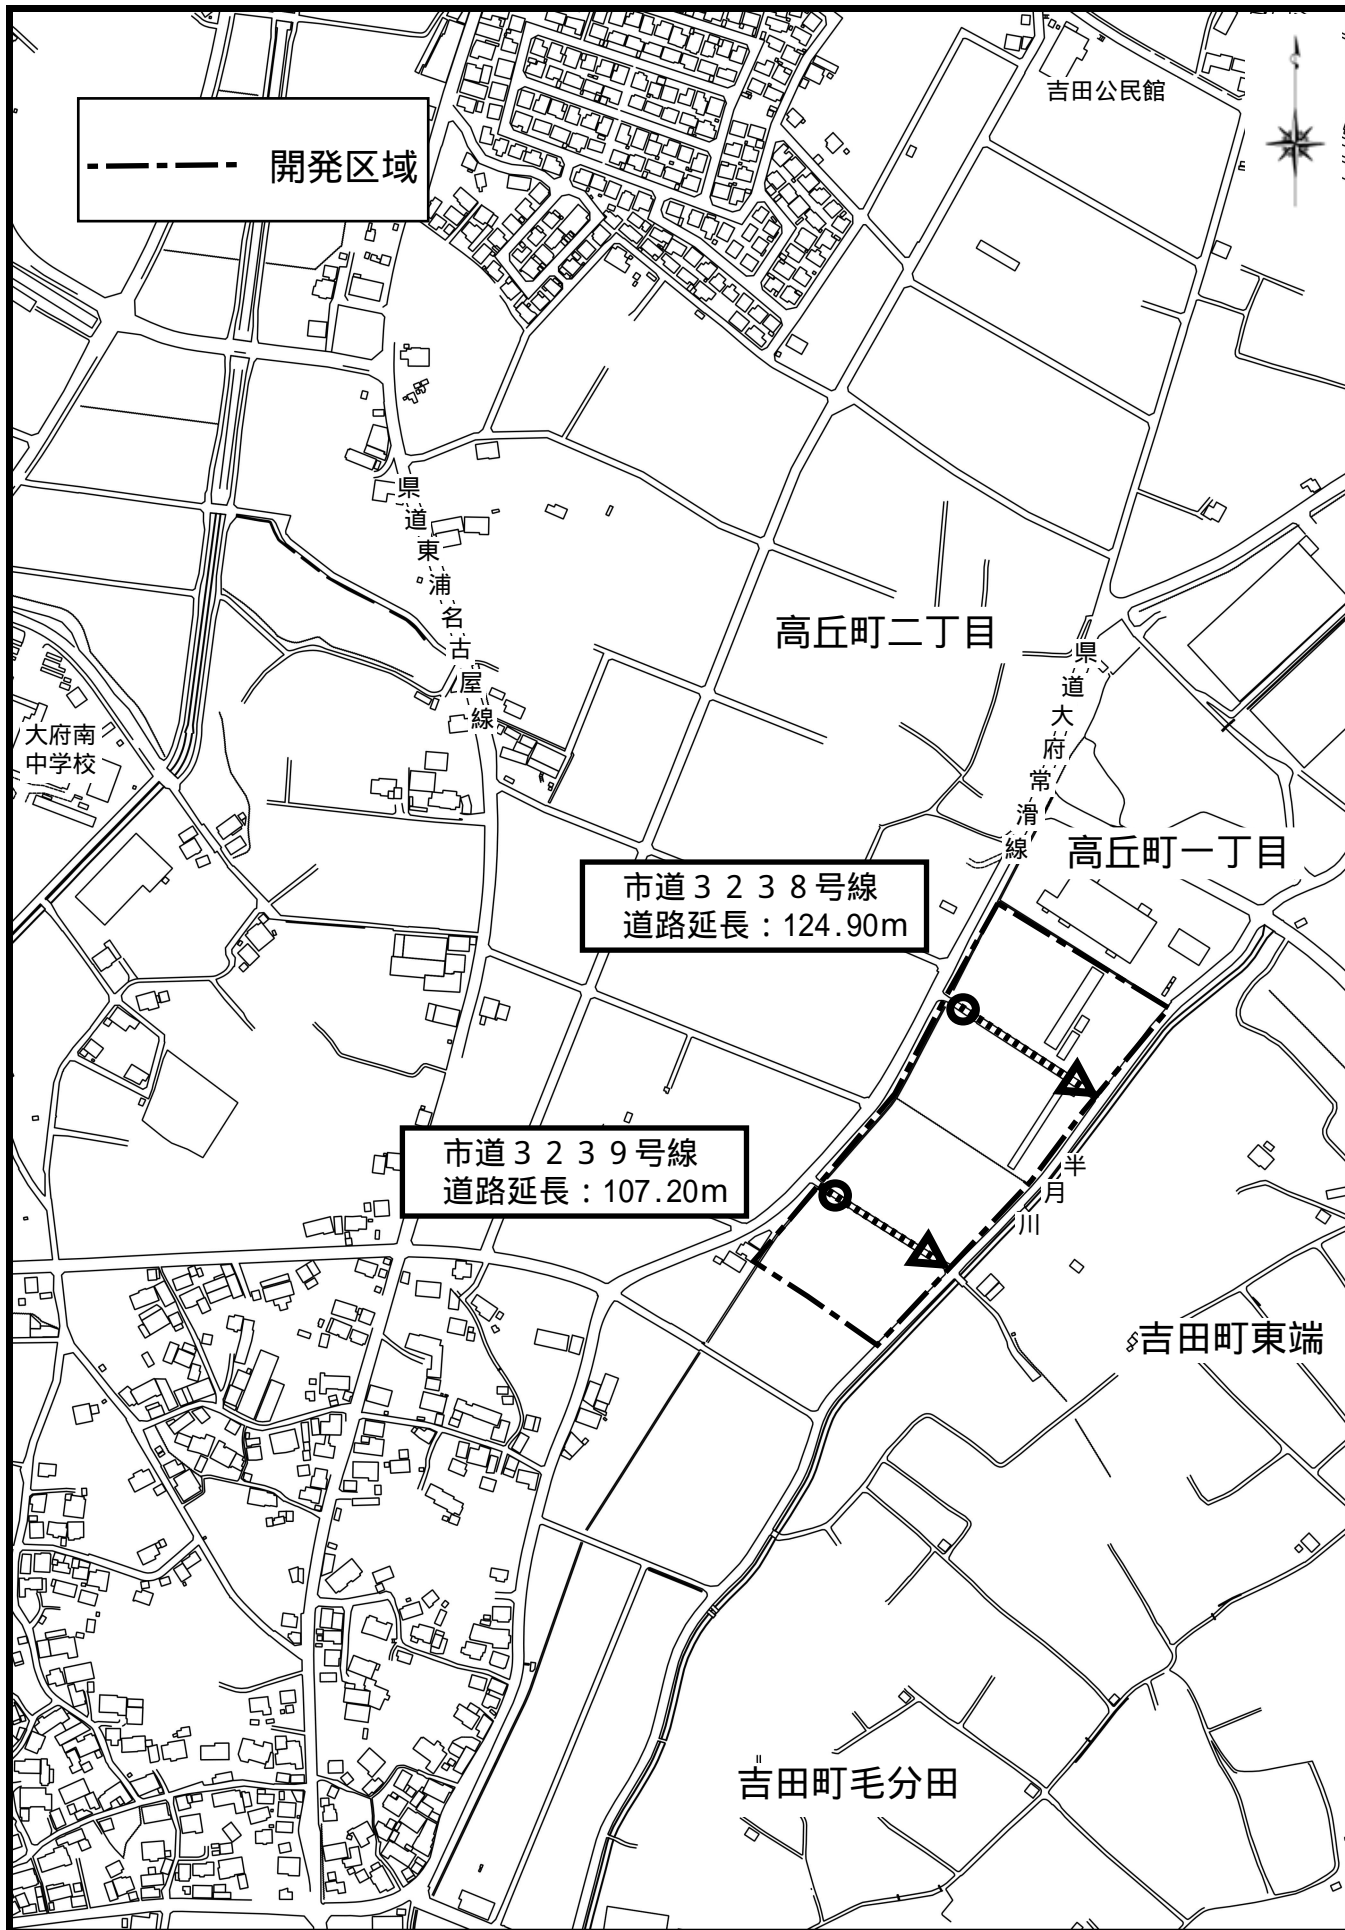 吉田公民館
開発区域
県道東浦名古屋線
高丘町二丁目
県道大府常滑線
大府南
中学校
高丘町一丁目
市道３２３８号線
道路延長：124.90m
市道３２３９号線
道路延長：107.20m
半月川
吉田町東端
吉田町毛分田